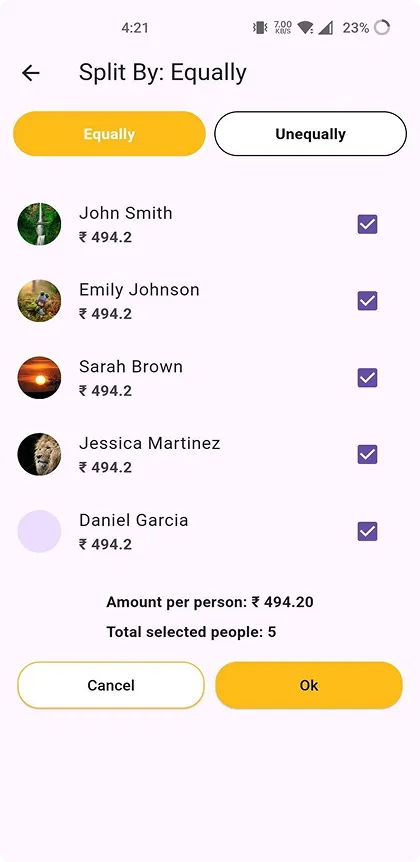 4:21
7.00
KB/S
23%
Split By: Equally
Equally
Unequally
John Smith
₹ 494.2
Emily Johnson
₹ 494.2
Sarah Brown
₹ 494.2
Jessica Martinez
₹ 494.2
Daniel Garcia
₹ 494.2
Amount per person: ₹ 494.20
Total selected people: 5
Cancel
Ok